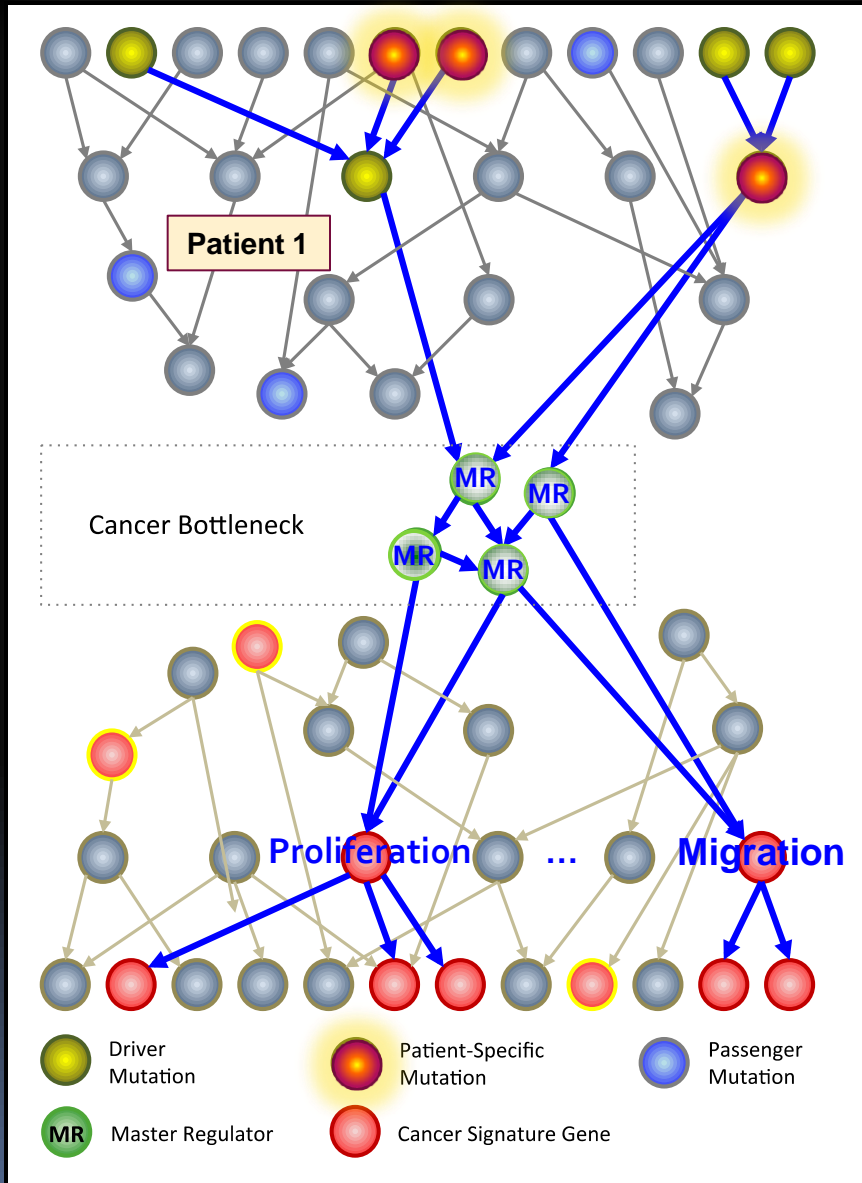 Patient 1
MR
MR
MR
MR
Cancer Bottleneck
Proliferation
...
Migration
Driver
Mutation
Patient-Specific
Mutation
Passenger
Mutation
MR
Master Regulator
Cancer Signature Gene